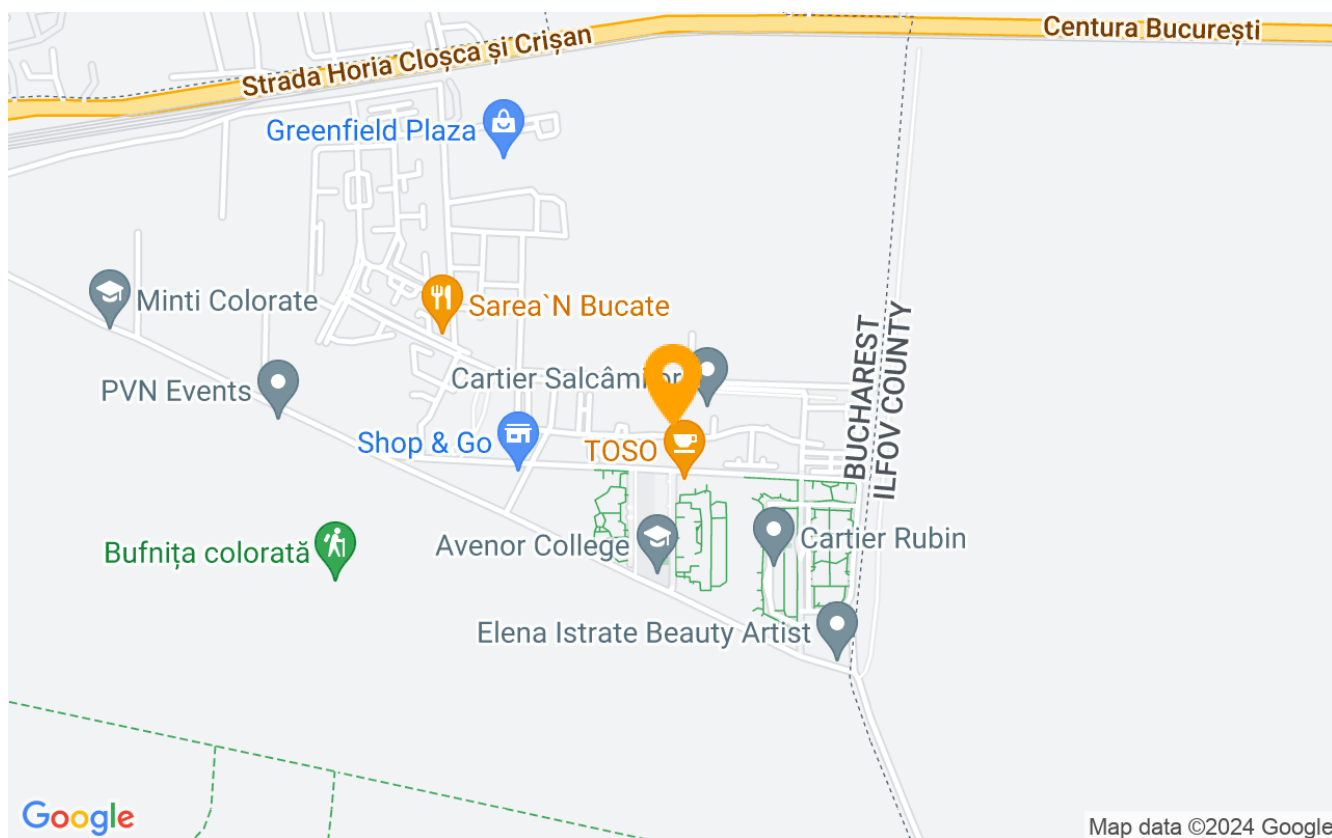 Centura București
Strada Horia Cloșca și Crișan
Greenfield Plaza
Minti Colorate
Sarea`N Bucate
BUCHAREST
ILFOV COUNTY
PVN Events
Cartier Salcâmilor
Shop & Go
TOSO
Bufnița colorată
Avenor College
Cartier Rubin
Elena Istrate Beauty Artist
Google
Map data ©2024 Google